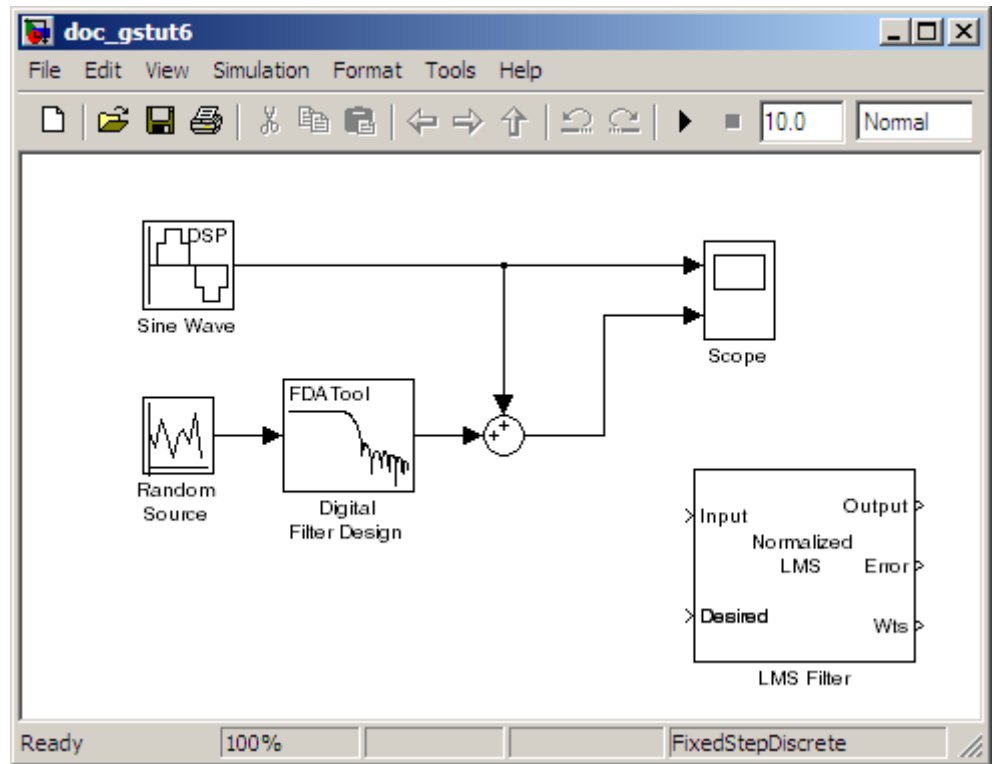 doc_gstut6
File Edit View Simulation Format Tools Help
10.0 Normal
DSP
Sine Wave
Scope
FDATool
Random
Source
Digital
Filter Design
++
Input
Output
Normalized
LMS
Error
Desired
Wts
LMS Filter
Ready 100% FixedStepDiscrete